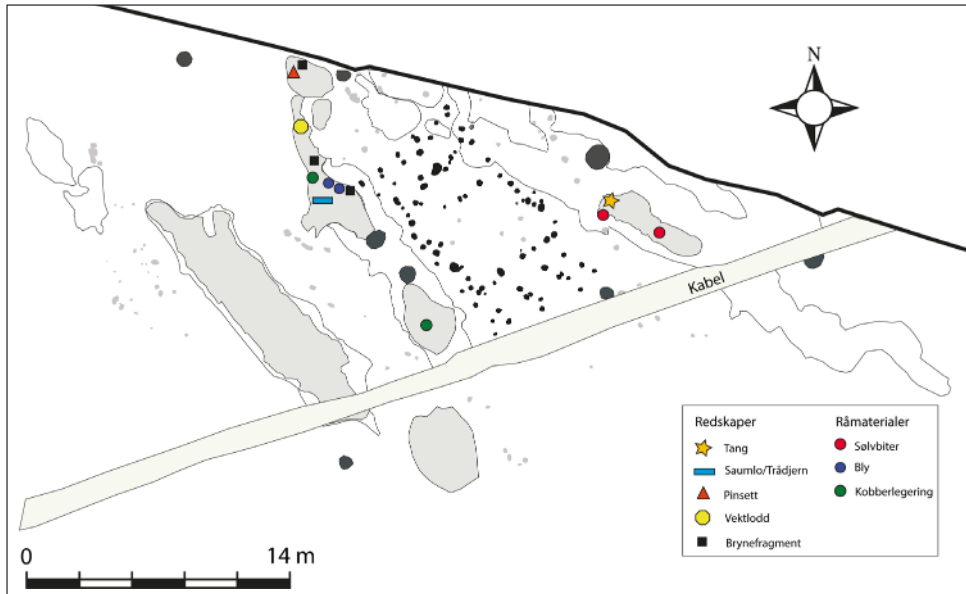 N
Kabel
Redskaper
Tang
Saumlo/Trådjern
Pinsett
Vektlodd
Brynefragment
Råmaterialer
Sølvbiter
Bly
Kobberlegering
0 14 m